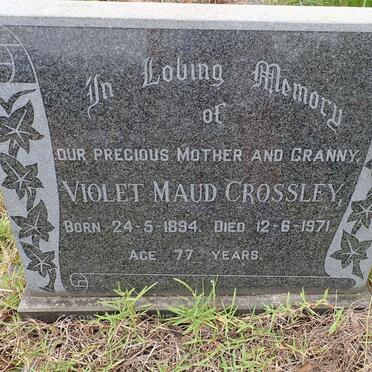 In Loving Memory
of
OUR PRECIOUS MOTHER AND GRANNY,
VIOLET MAUD CROSSLEY,
BORN 24-5-1894. DIED 12-6-1971.
AGE 77 YEARS.